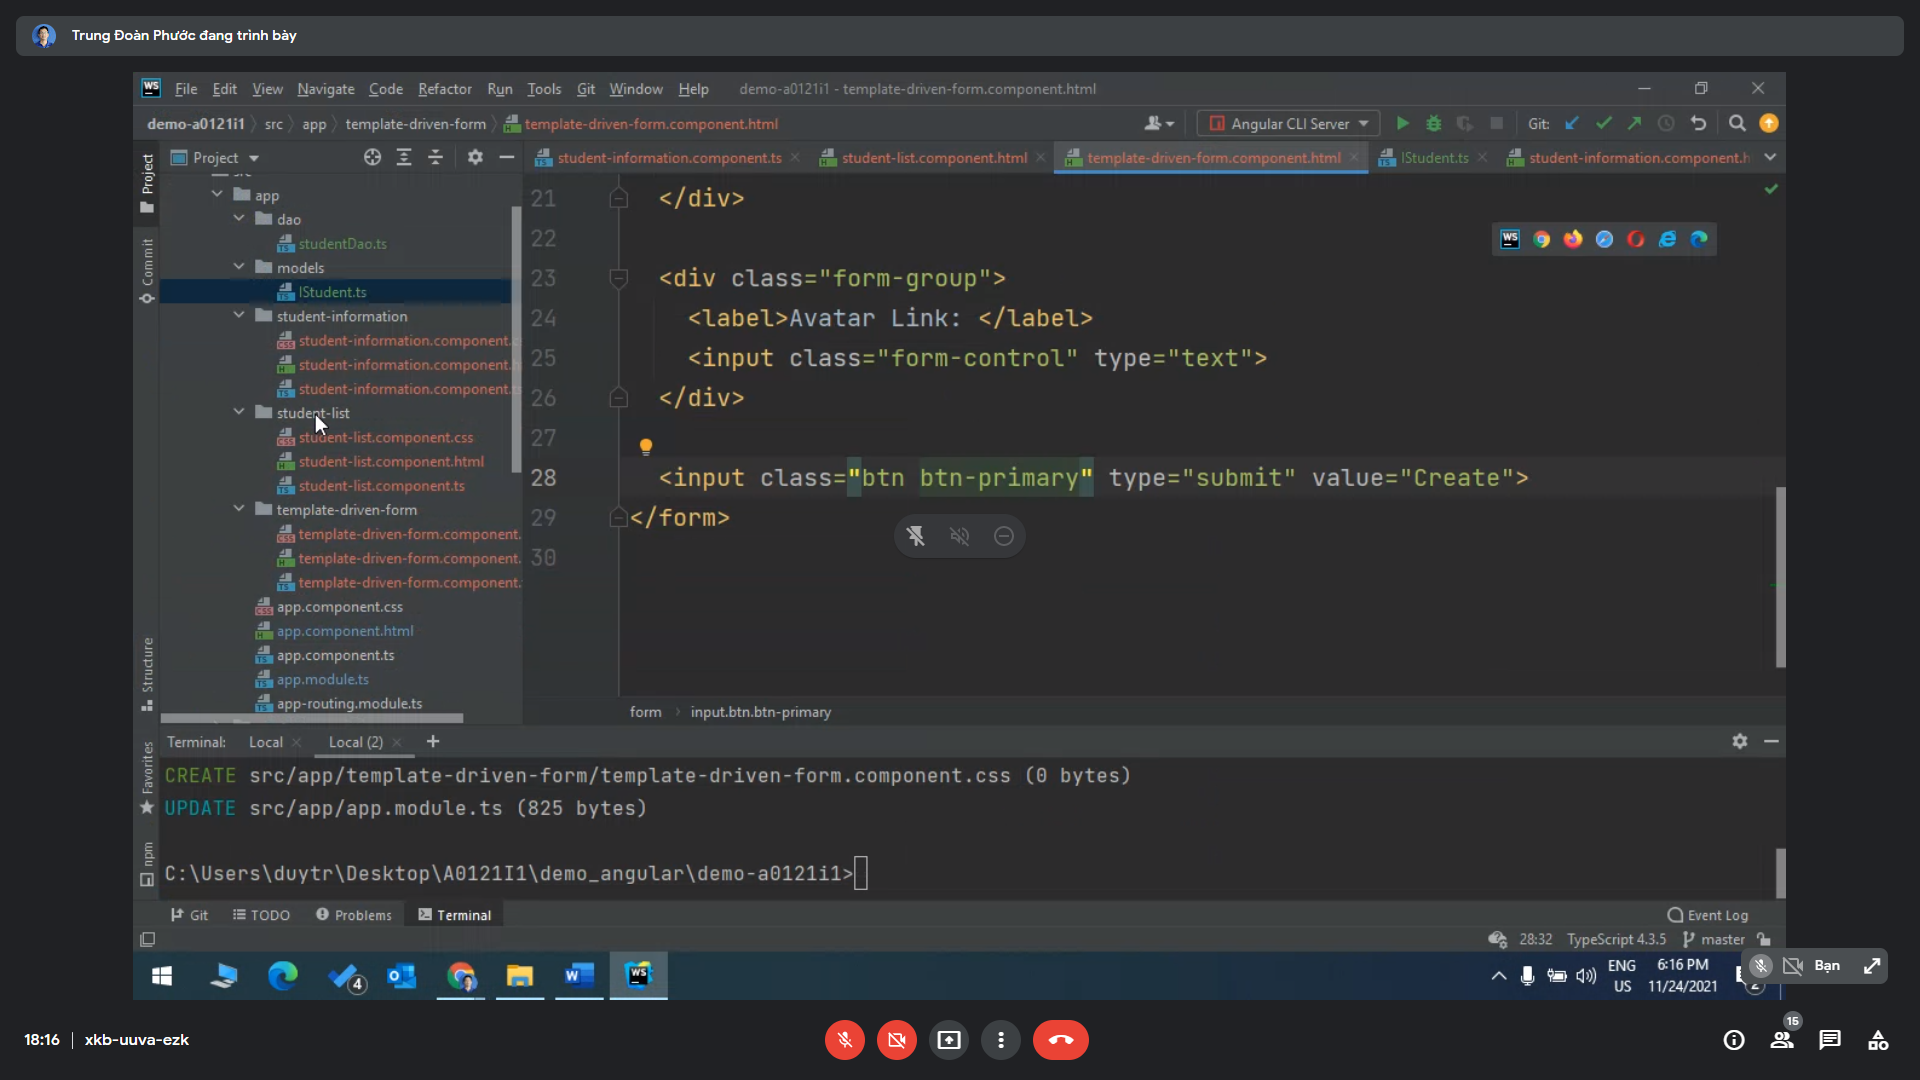 Trung Đoàn Phước đang trình bày
WS File Edit View Navigate Code Refactor Run Tools Git Window Help demo-a0121i1 - template-driven-form.component.html
demo-a0121i1 src app template-driven-form template-driven-form.component.html Angular CLI Server Git:
Project student-information.component.ts student-list.component.html template-driven-form.component.html IStudent.ts student-information.component.h
Project
Commit
Structure
Favorites
npm
app
dao
studentDao.ts
models
IStudent.ts
student-information
student-information.component.
student-information.component.
student-information.component.
student-list
student-list.component.css
student-list.component.html
student-list.component.ts
template-driven-form
template-driven-form.component.
template-driven-form.component.
template-driven-form.component.
app.component.css
app.component.html
app.component.ts
app.module.ts
app-routing.module.ts
21 </div>
22
23 <div class="form-group">
24 <label>Avatar Link: </label>
25 <input class="form-control" type="text">
26 </div>
27
28 <input class="btn btn-primary" type="submit" value="Create">
29 </form>
30
form input.btn.btn-primary
Terminal: Local Local (2)
CREATE src/app/template-driven-form/template-driven-form.component.css (0 bytes)
UPDATE src/app/app.module.ts (825 bytes)
C:\Users\duytr\Desktop\A0121I1\demo_angular\demo-a0121i1>
Git TODO Problems Terminal Event Log
28:32 TypeScript 4.3.5 master
4 ENG 6:16 PM Bạn
US 11/24/2021 2
18:16 xkb-uuva-ezk 15